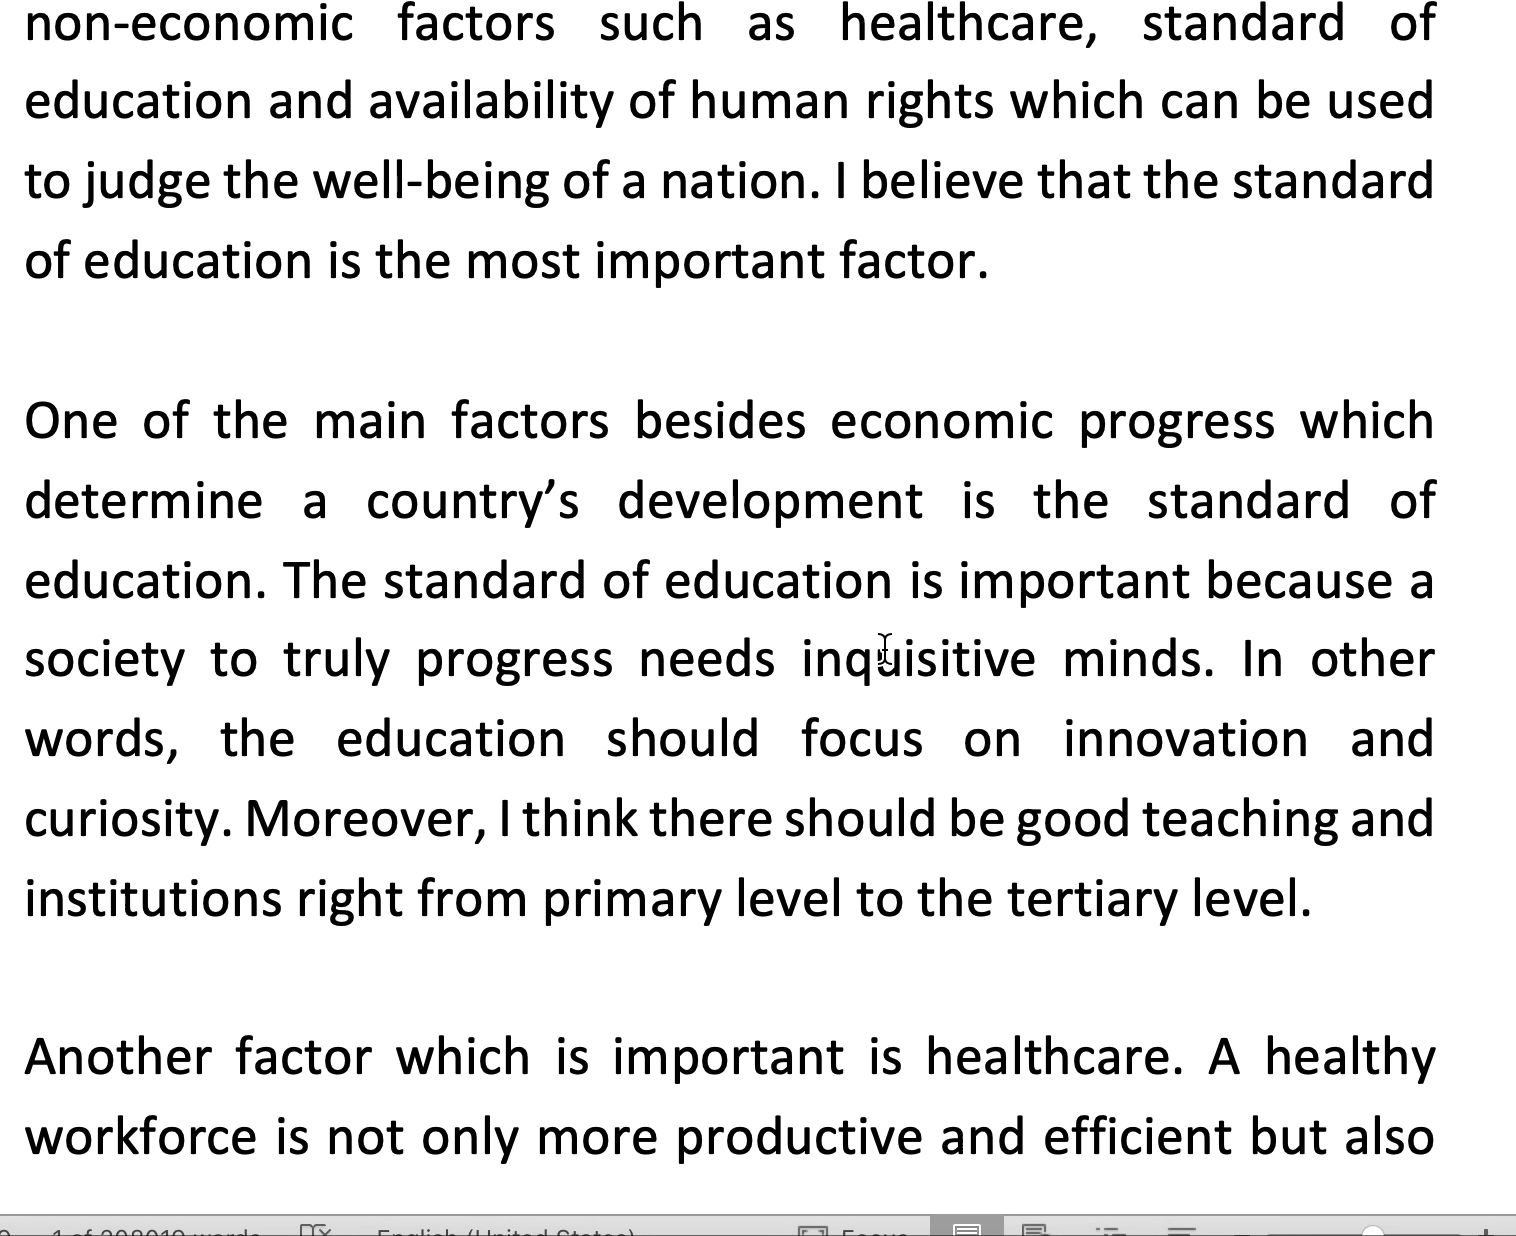 non-economic factors such as healthcare, standard of
education and availability of human rights which can be used
to judge the well-being of a nation. I believe that the standard
of education is the most important factor.
One of the main factors besides economic progress which
determine a country’s development is the standard of
education. The standard of education is important because a
society to truly progress needs inquisitive minds. In other
words, the education should focus on innovation and
curiosity. Moreover, I think there should be good teaching and
institutions right from primary level to the tertiary level.
Another factor which is important is healthcare. A healthy
workforce is not only more productive and efficient but also
English (United States) Focus